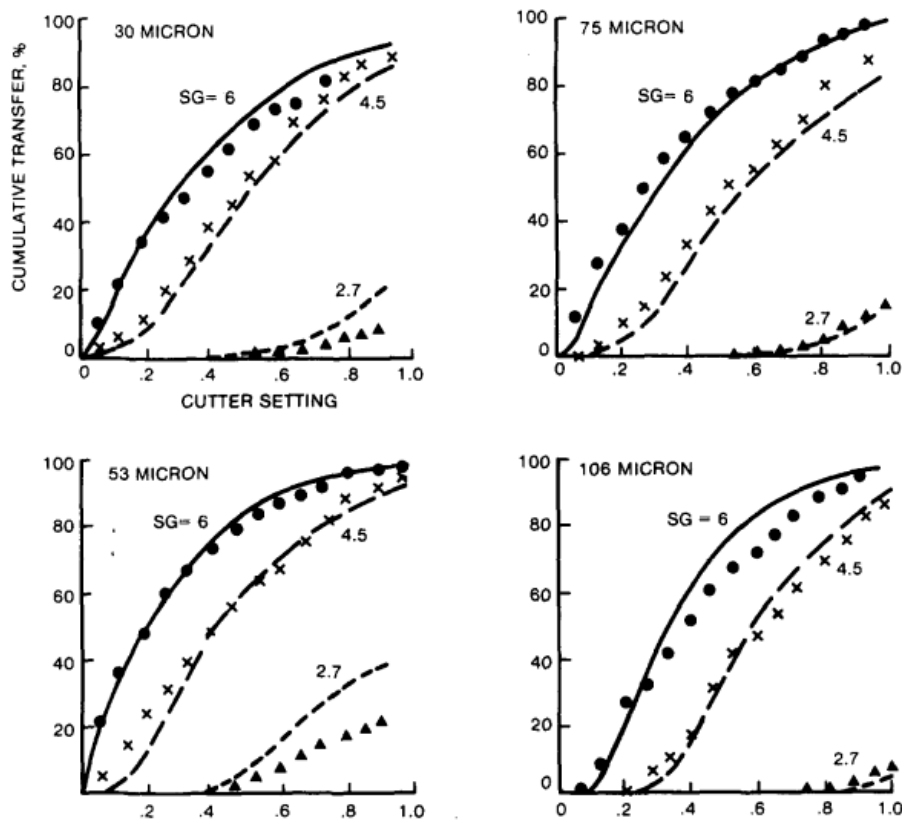 CUMULATIVE TRANSFER, %
100
80
60
40
20
0
30 MICRON
SG= 6
4.5
2.7
0 .2 .4 .6 .8 1.0
CUTTER SETTING
100
80
60
40
20
0
75 MICRON
SG= 6
4.5
2.7
0 .2 .4 .6 .8 1.0
100
80
60
40
20
53 MICRON
SG= 6
4.5
2.7
.2 .4 .6 .8 1.0
100
80
60
40
20
0
106 MICRON
SG= 6
4.5
2.7
0 .2 .4 .6 .8 1.0